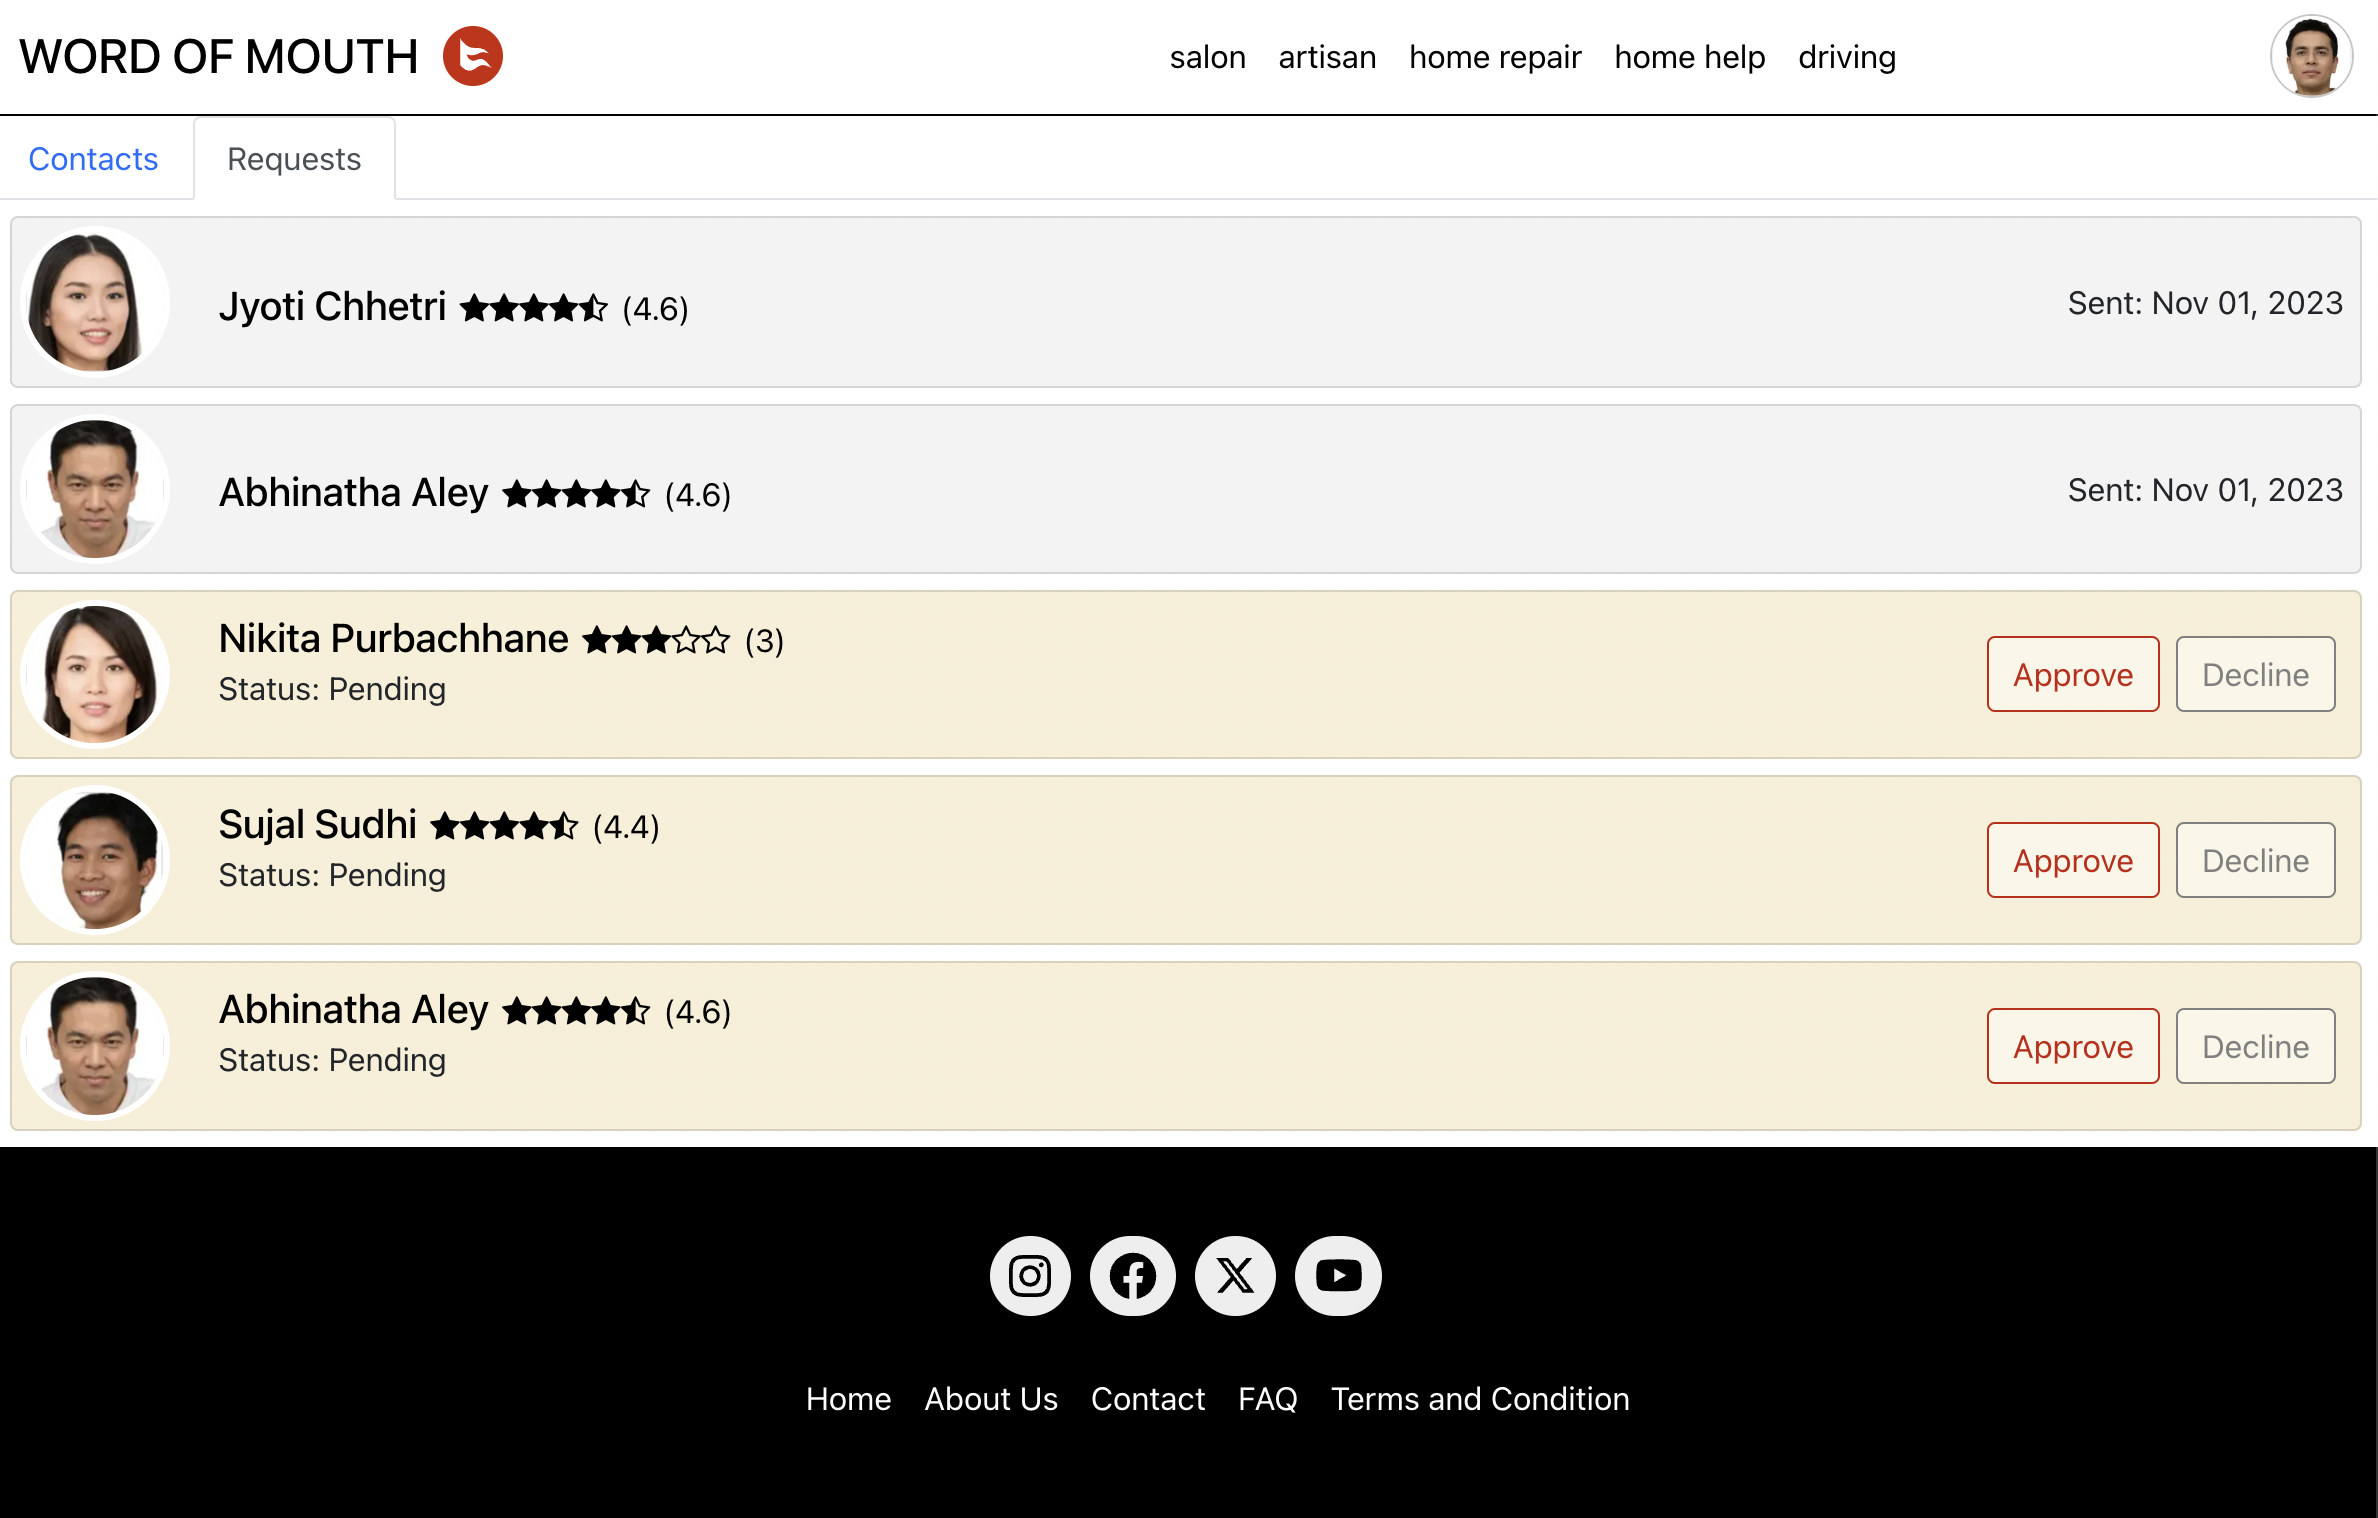 WORD OF MOUTH
salon artisan home repair home help driving
Contacts Requests
Jyoti Chhetri (4.6) Sent: Nov 01, 2023
Abhinatha Aley (4.6) Sent: Nov 01, 2023
Nikita Purbachhane (3)
Status: Pending
Approve Decline
Sujal Sudhi (4.4)
Status: Pending
Approve Decline
Abhinatha Aley (4.6)
Status: Pending
Approve Decline
Home About Us Contact FAQ Terms and Condition